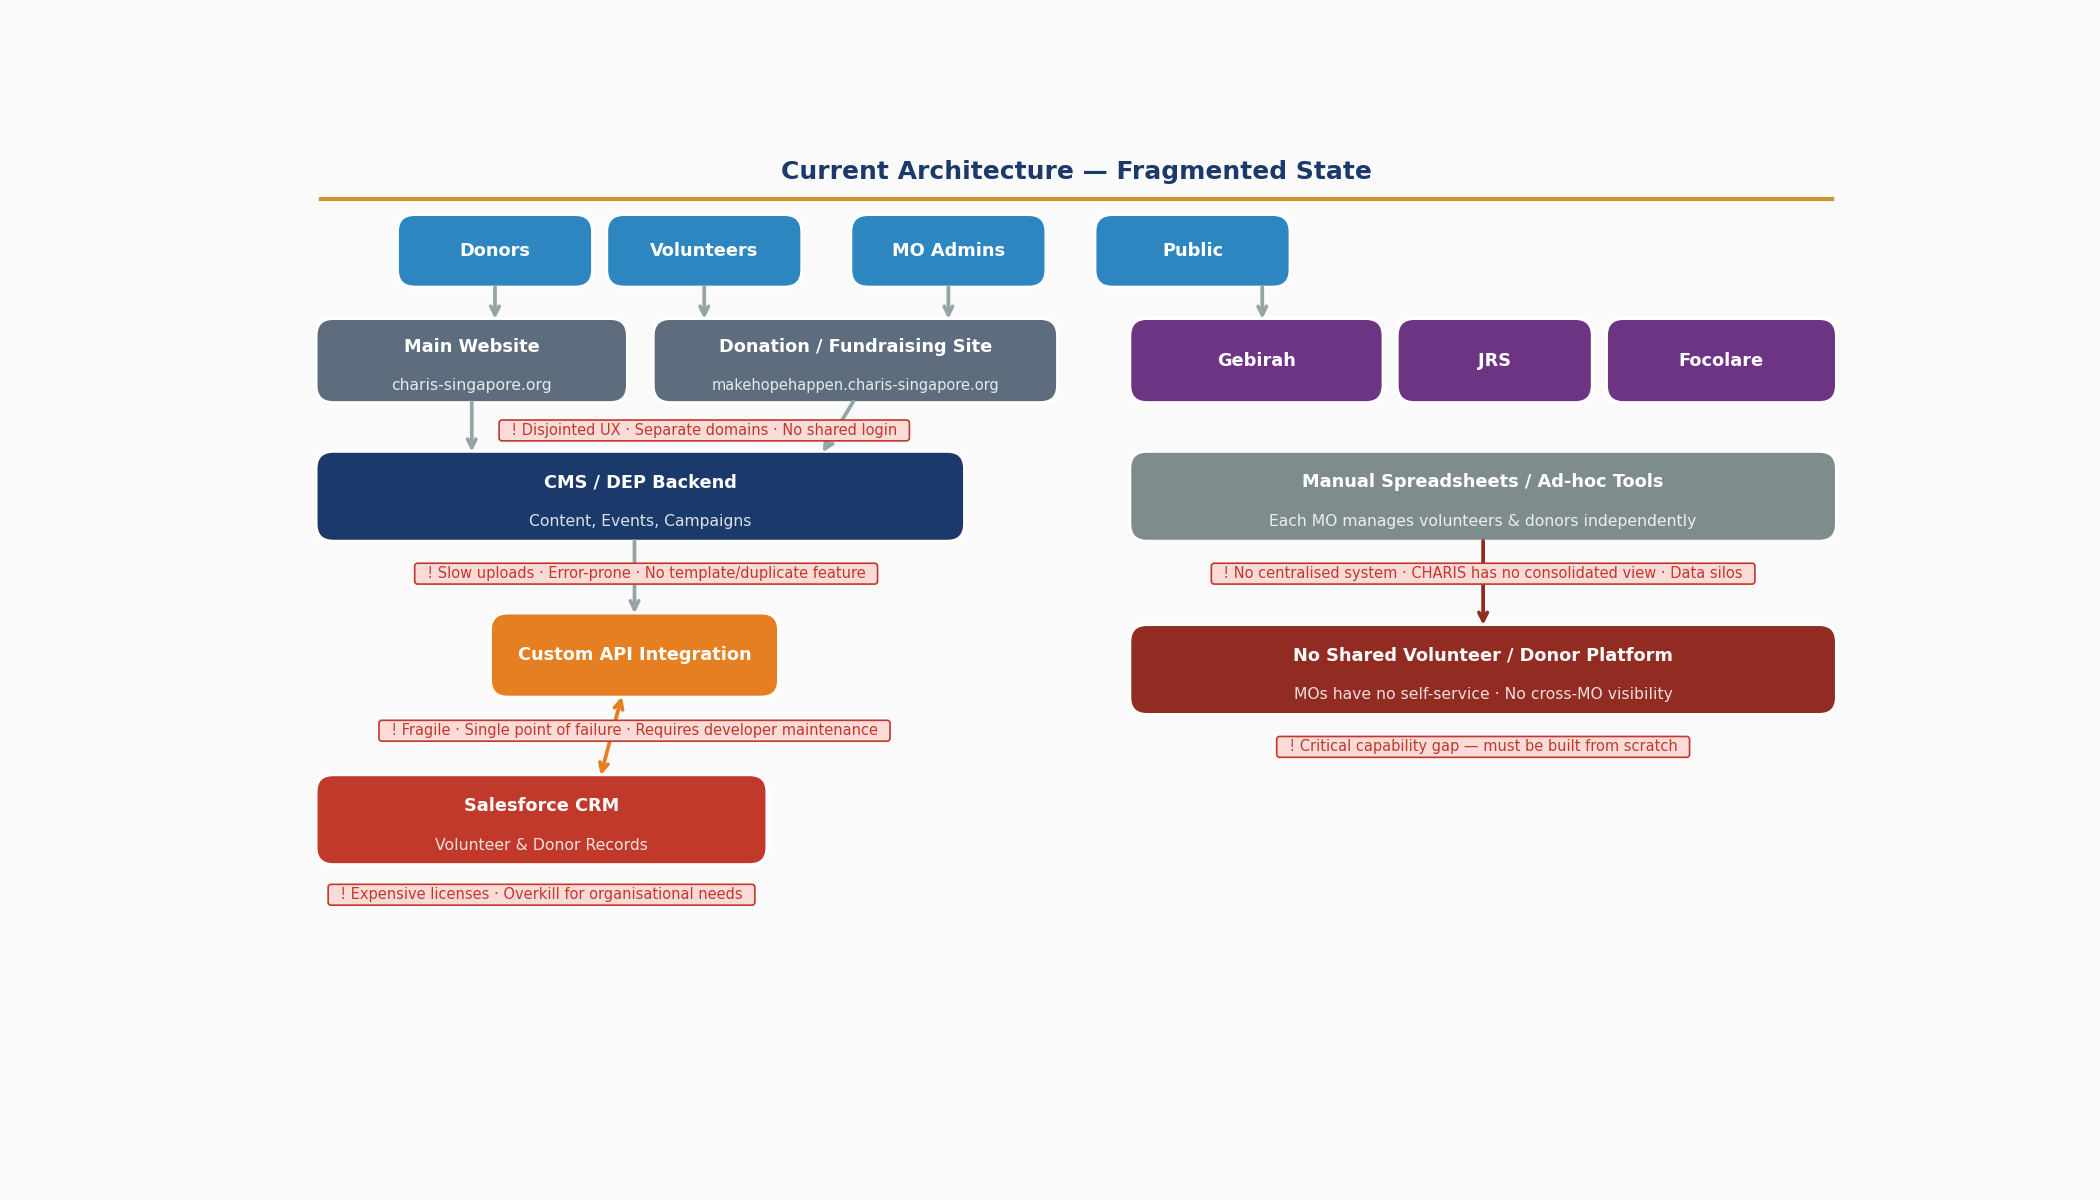 Current Architecture — Fragmented State
Donors
Volunteers
MO Admins
Public
Main Website
charis-singapore.org
Donation / Fundraising Site
makehopehappen.charis-singapore.org
Gebirah
JRS
Focolare
! Disjointed UX · Separate domains · No shared login
CMS / DEP Backend
Content, Events, Campaigns
Manual Spreadsheets / Ad-hoc Tools
Each MO manages volunteers & donors independently
! Slow uploads · Error-prone · No template/duplicate feature
! No centralised system · CHARIS has no consolidated view · Data silos
Custom API Integration
No Shared Volunteer / Donor Platform
MOs have no self-service · No cross-MO visibility
! Fragile · Single point of failure · Requires developer maintenance
! Critical capability gap — must be built from scratch
Salesforce CRM
Volunteer & Donor Records
! Expensive licenses · Overkill for organisational needs